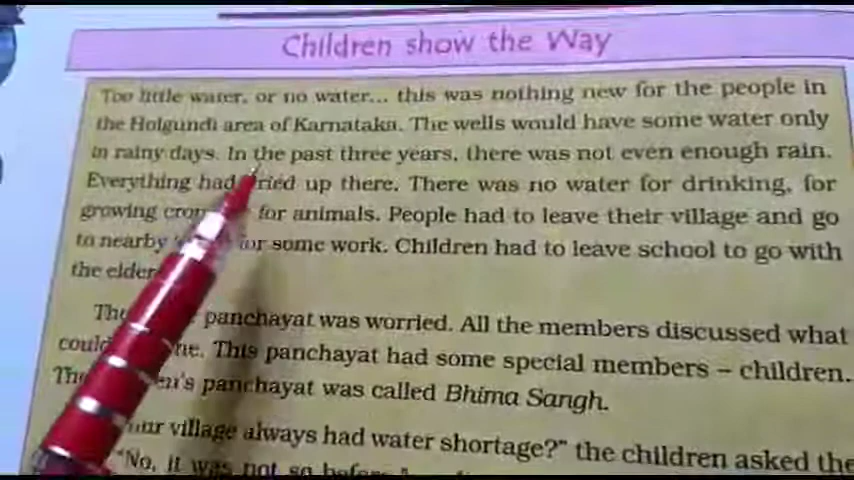 Children show the Way
Too little water, or no water... this was nothing new for the people in
the Holgundi area of Karnataka. The wells would have some water only
in rainy days. In the past three years, there was not even enough rain.
Everything had dried up there. There was no water for drinking, for
growing for animals. People had to leave their village and go
to nearby for some work. Children had to leave school to go with
the
panchayat was worried. All the members discussed what
could This panchayat had some special members – children.
panchayat was called Bhima Sangh.
village always had water shortage?" the children asked the
"No, it was not so before